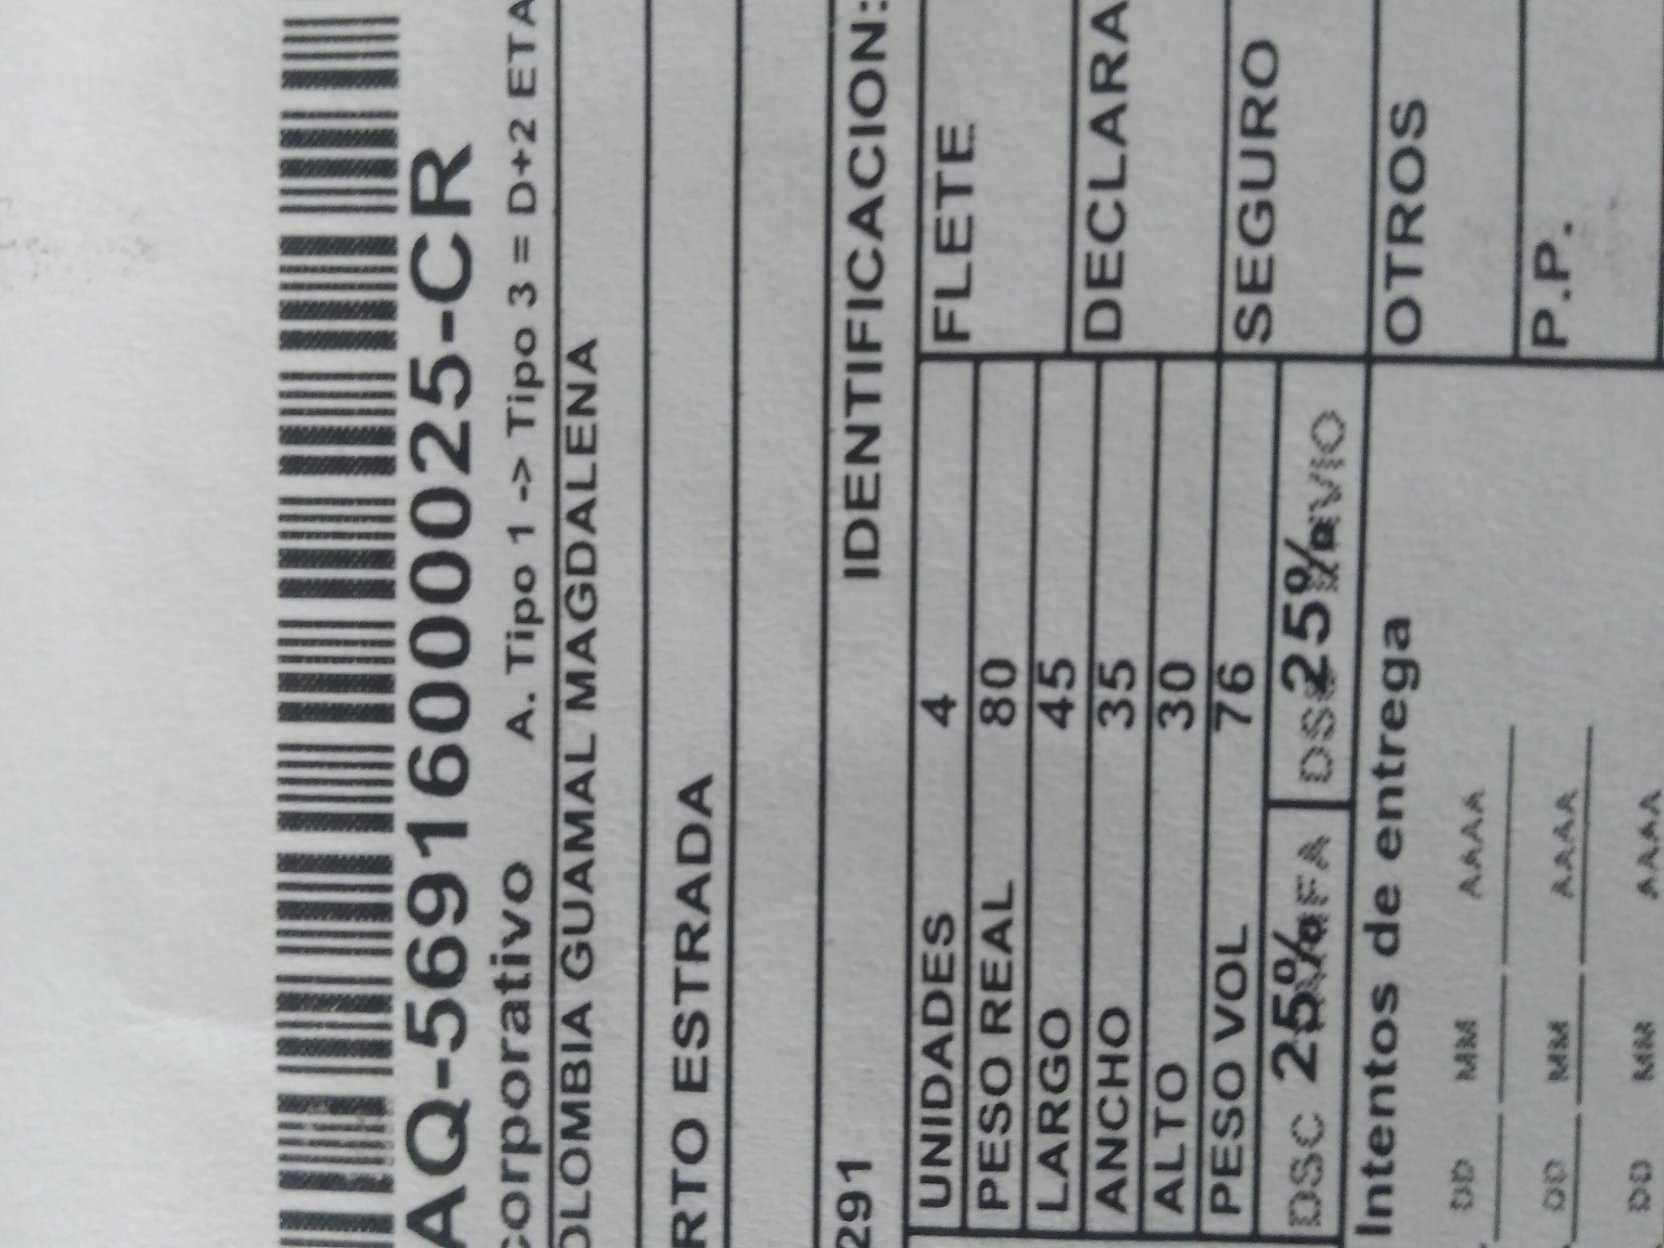 AQ-569160000025-CR
corporativo A. Tipo 1 -> Tipo 3 = D+2 ETA
OLOMBIA GUAMAL MAGDALENA
RTO ESTRADA
291 IDENTIFICACION:
UNIDADES 4
PESO REAL 80
LARGO 45
ANCHO 35
ALTO 30
PESO VOL 76
DSC 25% DSC 25%
FLETE
DECLARA
SEGURO
OTROS
P.P.
Intentos de entrega
DD MM AAAA
DD MM AAAA
DD MM AAAA